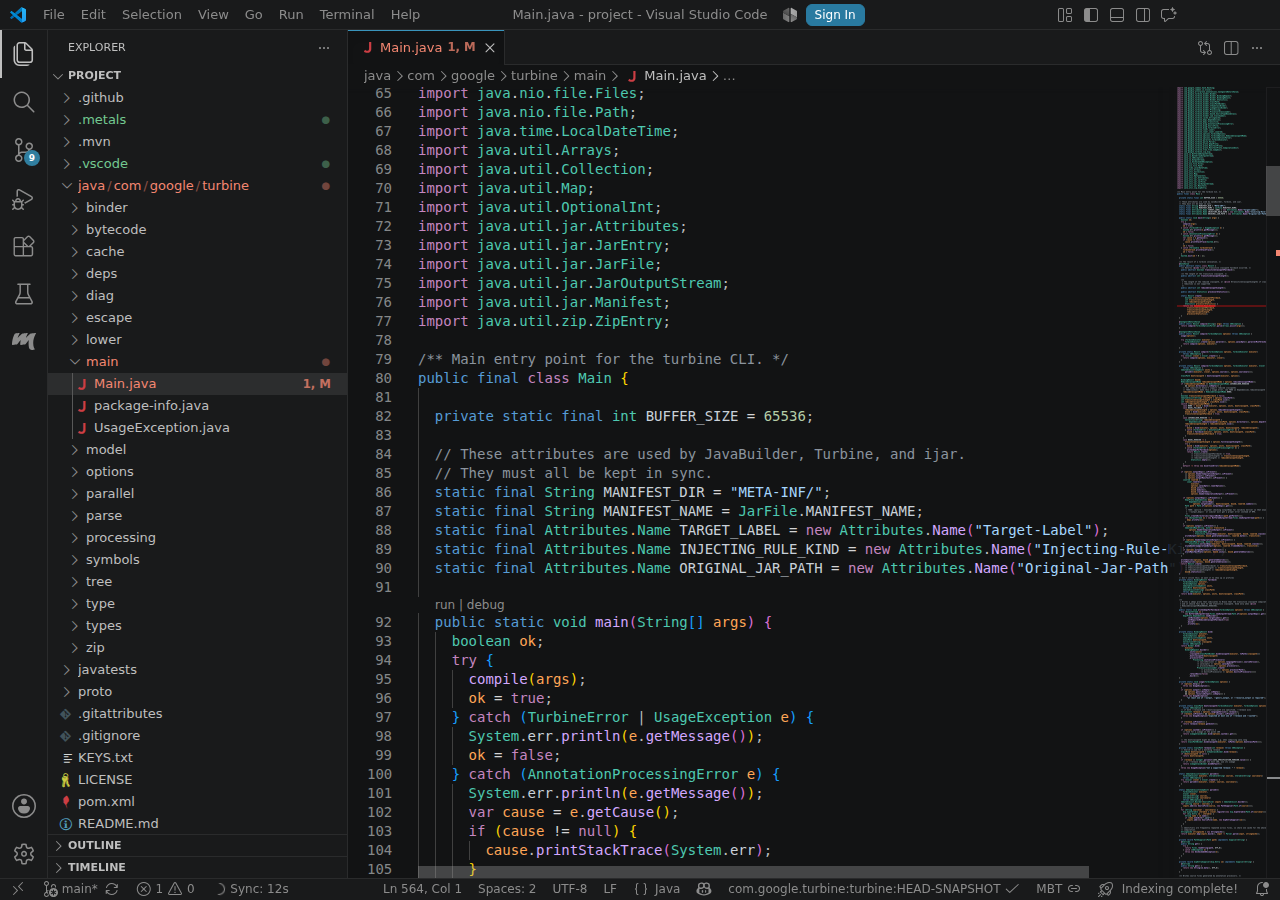 File Edit Selection View Go Run Terminal Help
Main.java - project - Visual Studio Code
Sign In
EXPLORER
PROJECT
.github
.metals
.mvn
.vscode
java/com/google/turbine
binder
bytecode
cache
deps
diag
escape
lower
main
Main.java 1, M
package-info.java
UsageException.java
model
options
parallel
parse
processing
symbols
tree
type
types
zip
javatests
proto
.gitattributes
.gitignore
KEYS.txt
LICENSE
pom.xml
README.md
OUTLINE
TIMELINE
9
Main.java 1, M
java > com > google > turbine > main > Main.java > ...
65 import java.nio.file.Files;
66 import java.nio.file.Path;
67 import java.time.LocalDateTime;
68 import java.util.Arrays;
69 import java.util.Collection;
70 import java.util.Map;
71 import java.util.OptionalInt;
72 import java.util.jar.Attributes;
73 import java.util.jar.JarEntry;
74 import java.util.jar.JarFile;
75 import java.util.jar.JarOutputStream;
76 import java.util.jar.Manifest;
77 import java.util.zip.ZipEntry;
78
79 /** Main entry point for the turbine CLI. */
80 public final class Main {
81
82 private static final int BUFFER_SIZE = 65536;
83
84 // These attributes are used by JavaBuilder, Turbine, and ijar.
85 // They must all be kept in sync.
86 static final String MANIFEST_DIR = "META-INF/";
87 static final String MANIFEST_NAME = JarFile.MANIFEST_NAME;
88 static final Attributes.Name TARGET_LABEL = new Attributes.Name("Target-Label");
89 static final Attributes.Name INJECTING_RULE_KIND = new Attributes.Name("Injecting-Rule-
90 static final Attributes.Name ORIGINAL_JAR_PATH = new Attributes.Name("Original-Jar-Path
91
run | debug
92 public static void main(String[] args) {
93 boolean ok;
94 try {
95 compile(args);
96 ok = true;
97 } catch (TurbineError | UsageException e) {
98 System.err.println(e.getMessage());
99 ok = false;
100 } catch (AnnotationProcessingError e) {
101 System.err.println(e.getMessage());
102 var cause = e.getCause();
103 if (cause != null) {
104 cause.printStackTrace(System.err);
105 }
main* 1 0 Sync: 12s Ln 564, Col 1 Spaces: 2 UTF-8 LF { } Java com.google.turbine:turbine:HEAD-SNAPSHOT MBT Indexing complete!